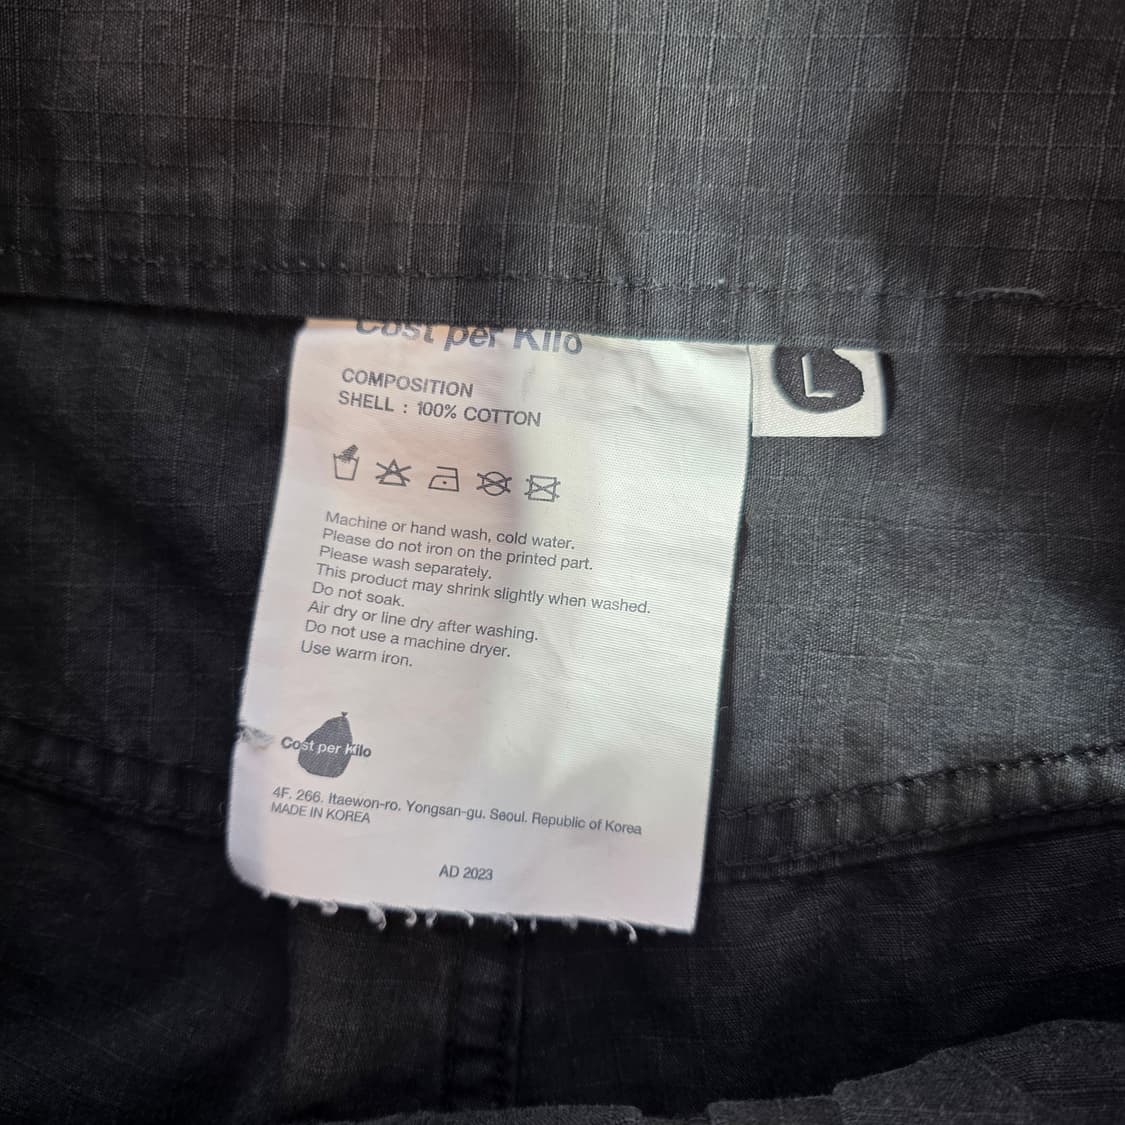 Cost per Kilo
L
COMPOSITION
SHELL : 100% COTTON
Machine or hand wash, cold water.
Please do not iron on the printed part.
Please wash separately.
This product may shrink slightly when washed.
Do not soak.
Air dry or line dry after washing.
Do not use a machine dryer.
Use warm iron.
Cost per Kilo
4F. 266. Itaewon-ro. Yongsan-gu. Seoul. Republic of Korea
MADE IN KOREA
AD 2023